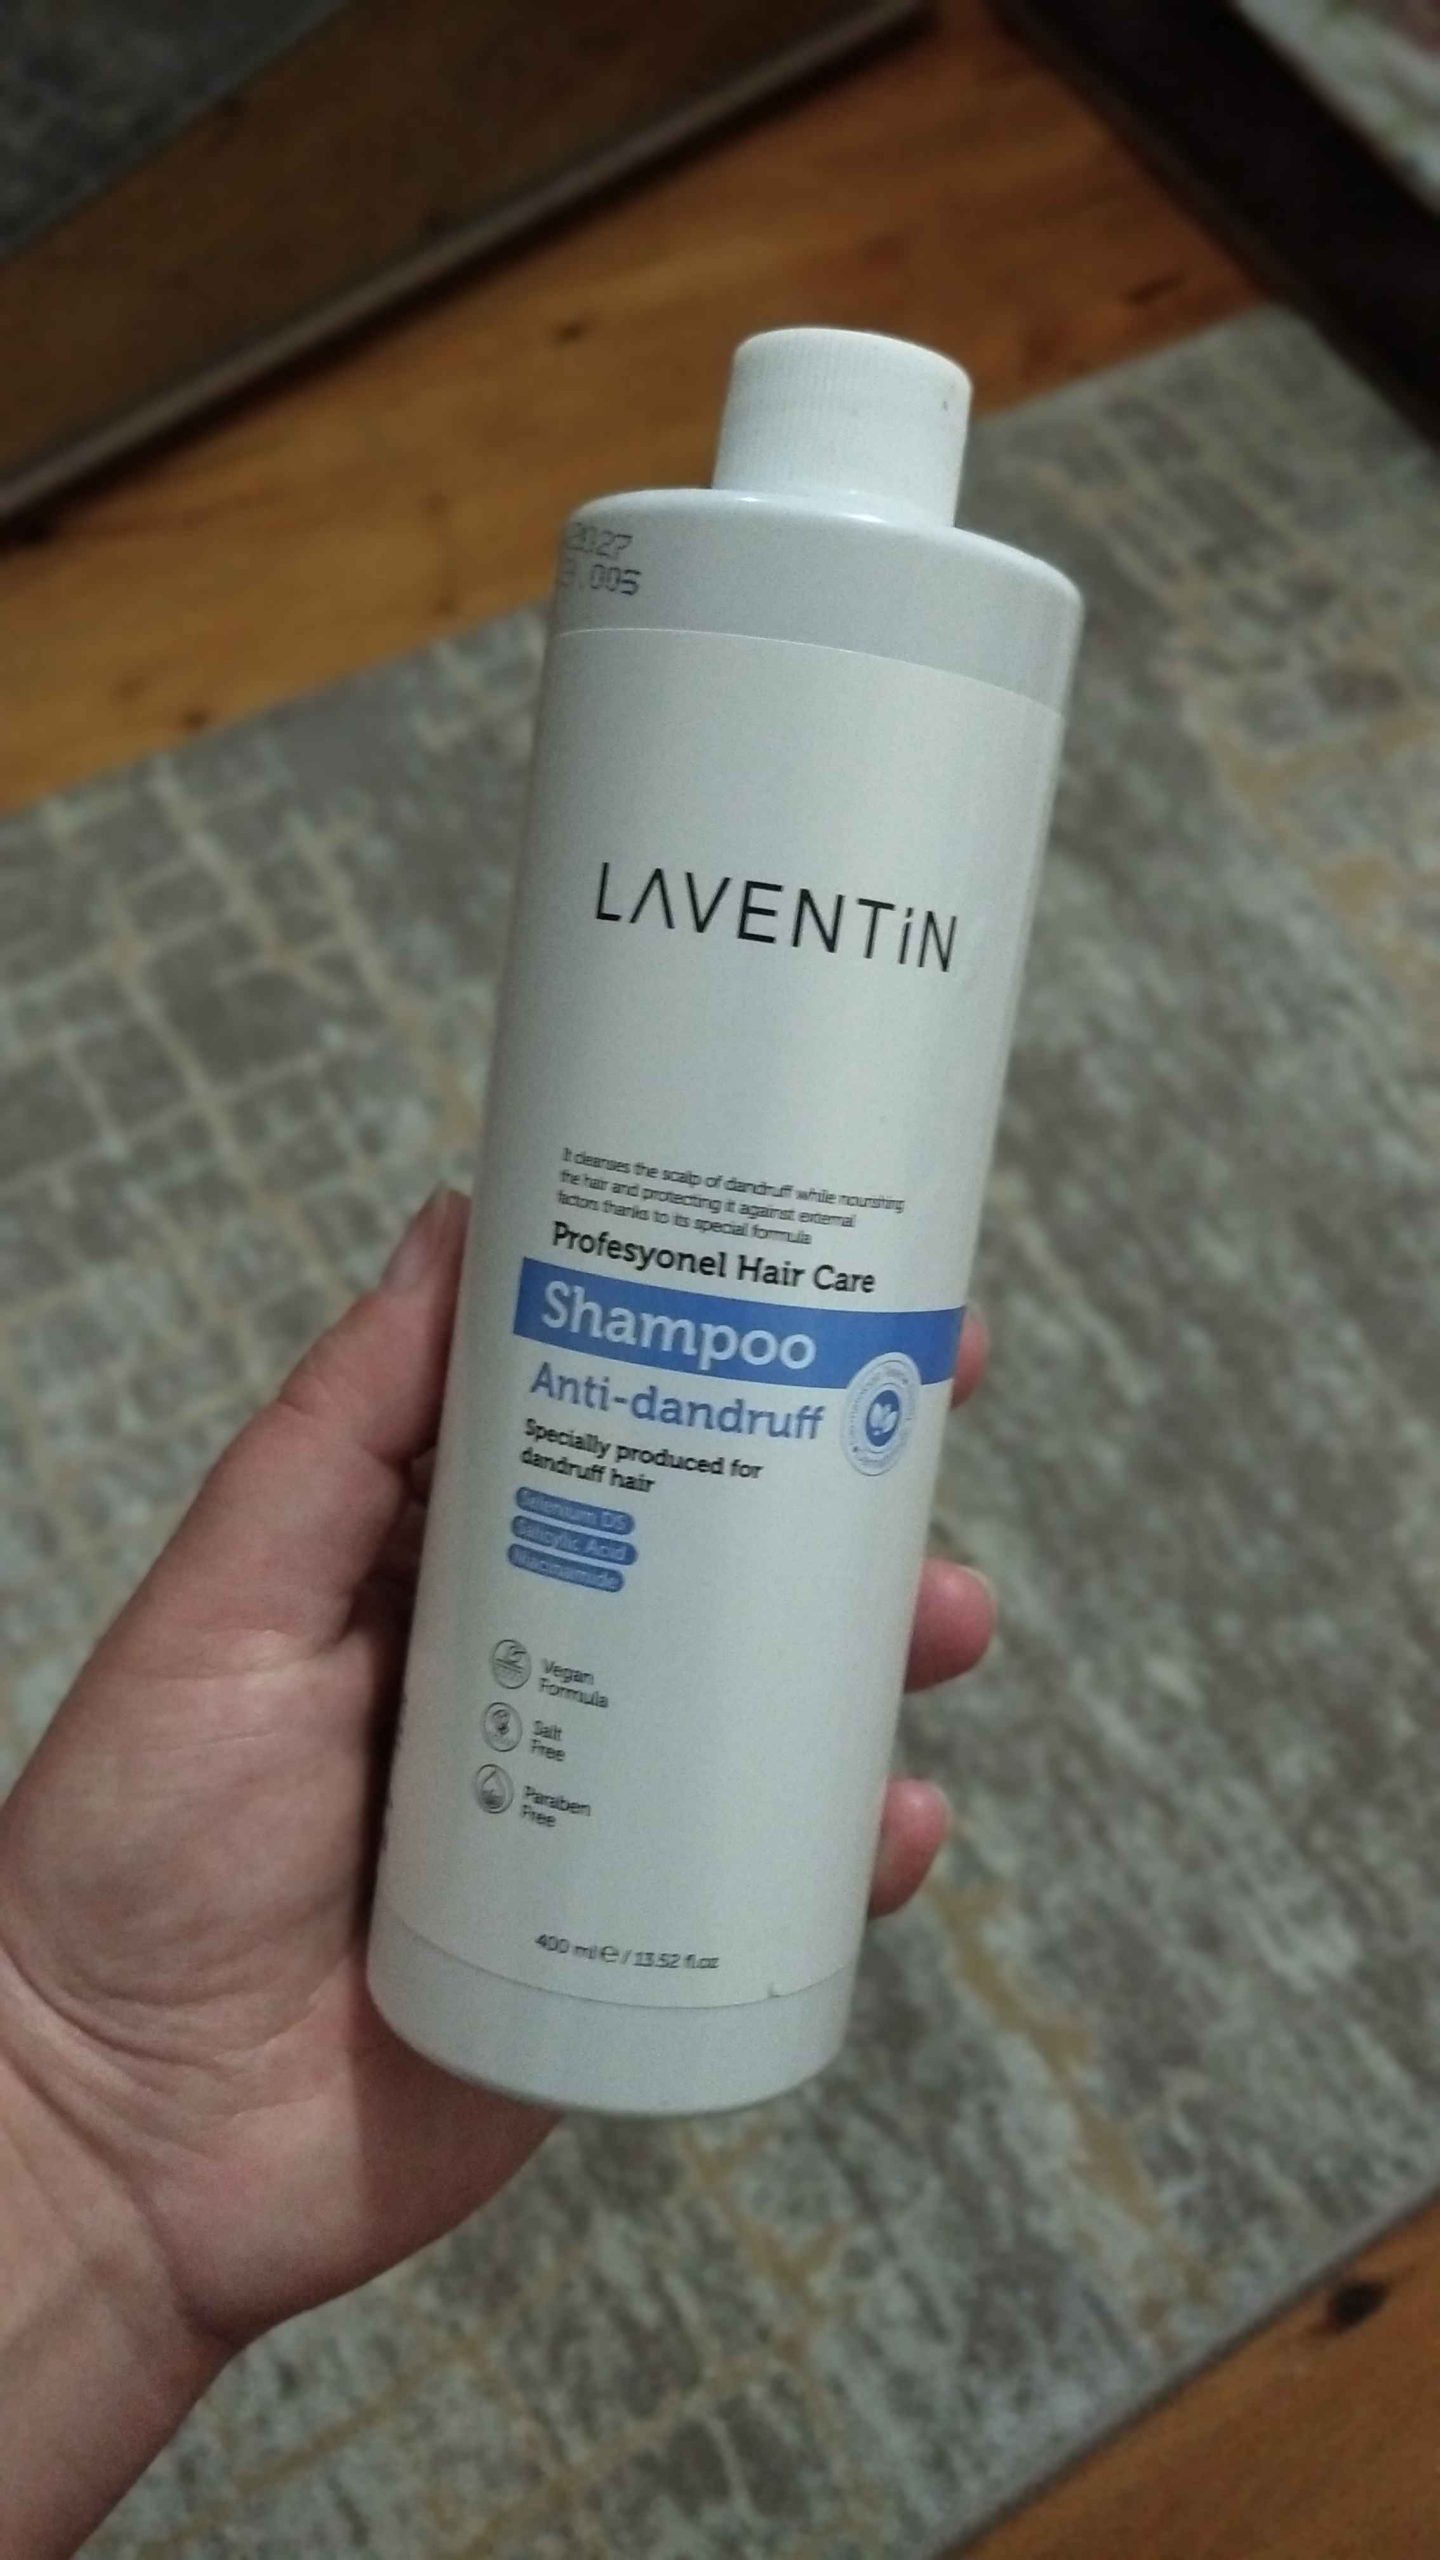 2027
.005
LAVENTiN
It cleanses the scalp of dandruff while nourishing
the hair and protecting it against external
factors thanks to its special formula
Profesyonel Hair Care
Shampoo
Anti-dandruff
Specially produced for
dandruff hair
Selenium DS
Salicylic Acid
Niacinamide
Vegan
Formula
Salt
Free
Paraben
Free
400 ml ℮ / 13.52 fl.oz